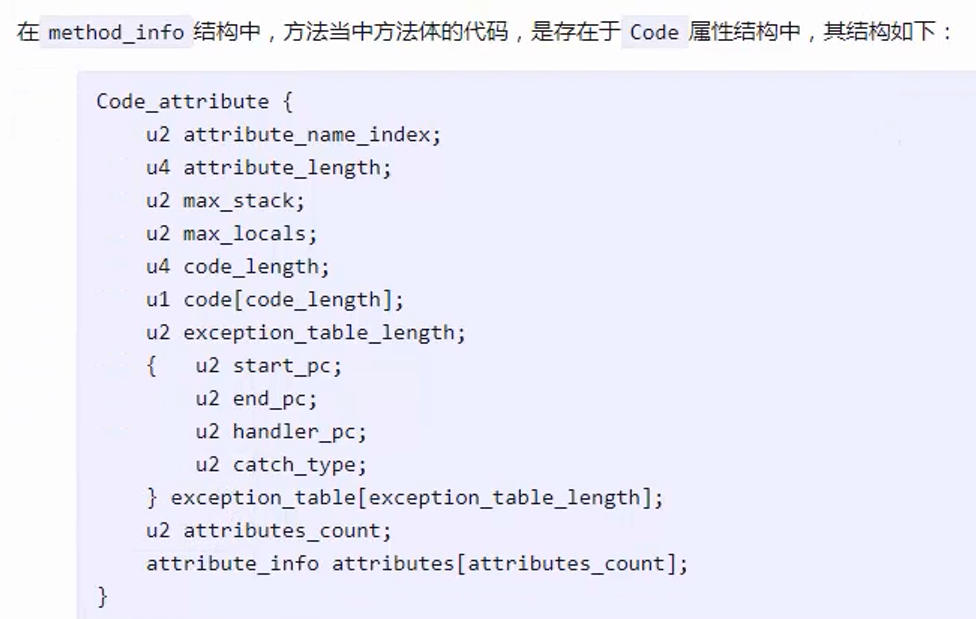 在 method_info 结构中，方法当中方法体的代码，是存在于 Code 属性结构中，其结构如下：
Code_attribute {
    u2 attribute_name_index;
    u4 attribute_length;
    u2 max_stack;
    u2 max_locals;
    u4 code_length;
    u1 code[code_length];
    u2 exception_table_length;
    {   u2 start_pc;
        u2 end_pc;
        u2 handler_pc;
        u2 catch_type;
    } exception_table[exception_table_length];
    u2 attributes_count;
    attribute_info attributes[attributes_count];
}